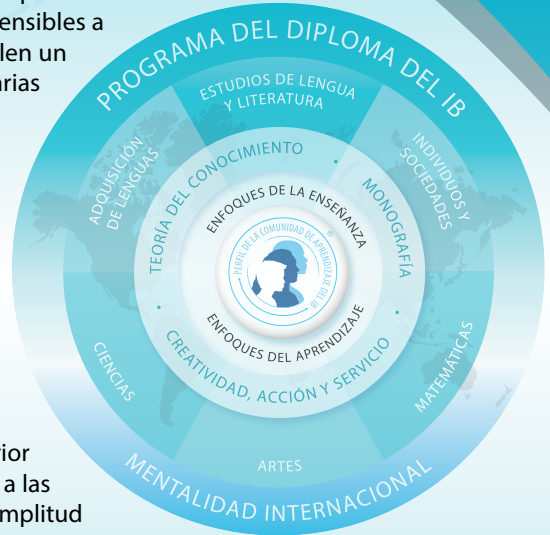 ensibles a
len un
arias
PROGRAMA DEL DIPLOMA DEL IB
ESTUDIOS DE LENGUA
Y LITERATURA
ADQUISICIÓN
DE LENGUAS
INDIVIDUOS Y
SOCIEDADES
TEORÍA DEL CONOCIMIENTO
·
MONOGRAFÍA
·
ENFOQUES DE LA ENSEÑANZA
PERFIL DE LA COMUNIDAD DE APRENDIZAJE DEL IB
®
ENFOQUES DEL APRENDIZAJE
CREATIVIDAD, ACCIÓN Y SERVICIO
·
CIENCIAS
MATEMÁTICAS
ARTES
MENTALIDAD INTERNACIONAL
rior
a las
mplitud